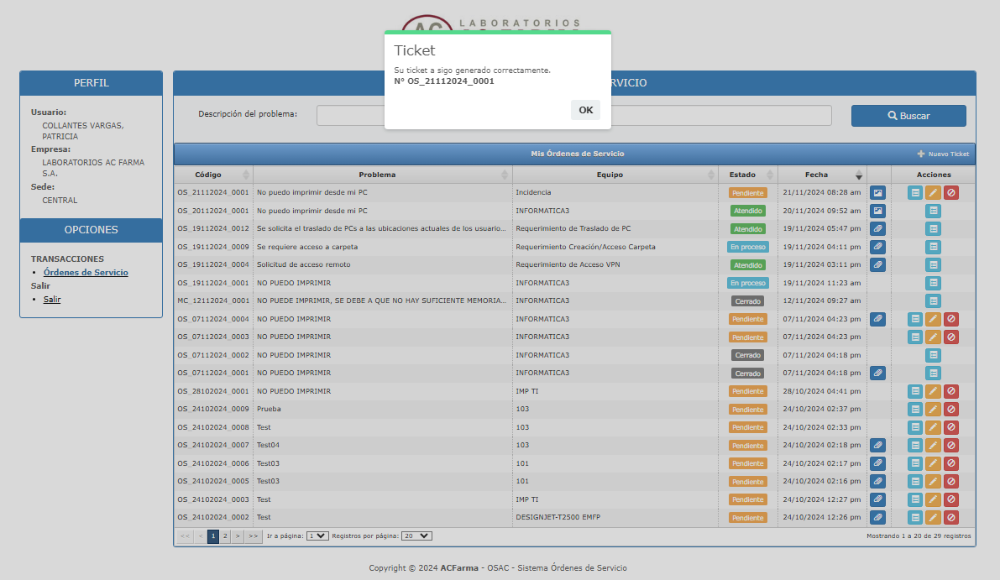 LABORATORIOS
Ticket
Su ticket a sigo generado correctamente.
N° OS_21112024_0001
OK
PERFIL
Usuario:
COLLANTES VARGAS,
PATRICIA
Empresa:
LABORATORIOS AC FARMA
S.A.
Sede:
CENTRAL
OPCIONES
TRANSACCIONES
• Órdenes de Servicio
Salir
• Salir
RVICIO
Descripción del problema:
Buscar
Mis Órdenes de Servicio
Nuevo Ticket
Código Problema Equipo Estado Fecha Acciones
OS_21112024_0001 No puedo imprimir desde mi PC Incidencia Pendiente 21/11/2024 08:28 am
OS_20112024_0001 No puedo imprimir desde mi PC INFORMATICA3 Atendido 20/11/2024 09:52 am
OS_19112024_0012 Se solicita el traslado de PCs a las ubicaciones actuales de los usuario... Requerimiento de Traslado de PC Atendido 19/11/2024 05:47 pm
OS_19112024_0009 Se requiere acceso a carpeta Requerimiento Creación/Acceso Carpeta En proceso 19/11/2024 04:11 pm
OS_19112024_0004 Solicitud de acceso remoto Requerimiento de Acceso VPN Atendido 19/11/2024 03:11 pm
OS_19112024_0001 NO PUEDO IMPRIMIR INFORMATICA3 En proceso 19/11/2024 11:23 am
MC_12112024_0001 NO PUEDE IMPRIMIR, SE DEBE A QUE NO HAY SUFICIENTE MEMORIA... INFORMATICA3 Cerrado 12/11/2024 09:27 am
OS_07112024_0004 NO PUEDO IMPRIMIR INFORMATICA3 Pendiente 07/11/2024 04:23 pm
OS_07112024_0003 NO PUEDO IMPRIMIR INFORMATICA3 Pendiente 07/11/2024 04:23 pm
OS_07112024_0002 NO PUEDO IMPRIMIR INFORMATICA3 Cerrado 07/11/2024 04:18 pm
OS_07112024_0001 NO PUEDO IMPRIMIR INFORMATICA3 Cerrado 07/11/2024 04:18 pm
OS_28102024_0001 NO PUEDO IMPRIMIR IMP TI Pendiente 28/10/2024 04:41 pm
OS_24102024_0009 Prueba 103 Pendiente 24/10/2024 02:37 pm
OS_24102024_0008 Test 103 Pendiente 24/10/2024 02:33 pm
OS_24102024_0007 Test04 103 Pendiente 24/10/2024 02:18 pm
OS_24102024_0006 Test03 101 Pendiente 24/10/2024 02:17 pm
OS_24102024_0005 Test03 101 Pendiente 24/10/2024 02:16 pm
OS_24102024_0003 Test IMP TI Pendiente 24/10/2024 12:27 pm
OS_24102024_0002 Test DESIGNJET-T2500 EMFP Pendiente 24/10/2024 12:26 pm
<< < 1 2 > >> Ir a página: 1 Registros por página: 20 Mostrando 1 a 20 de 29 registros
Copyright © 2024 ACFarma - OSAC - Sistema Órdenes de Servicio